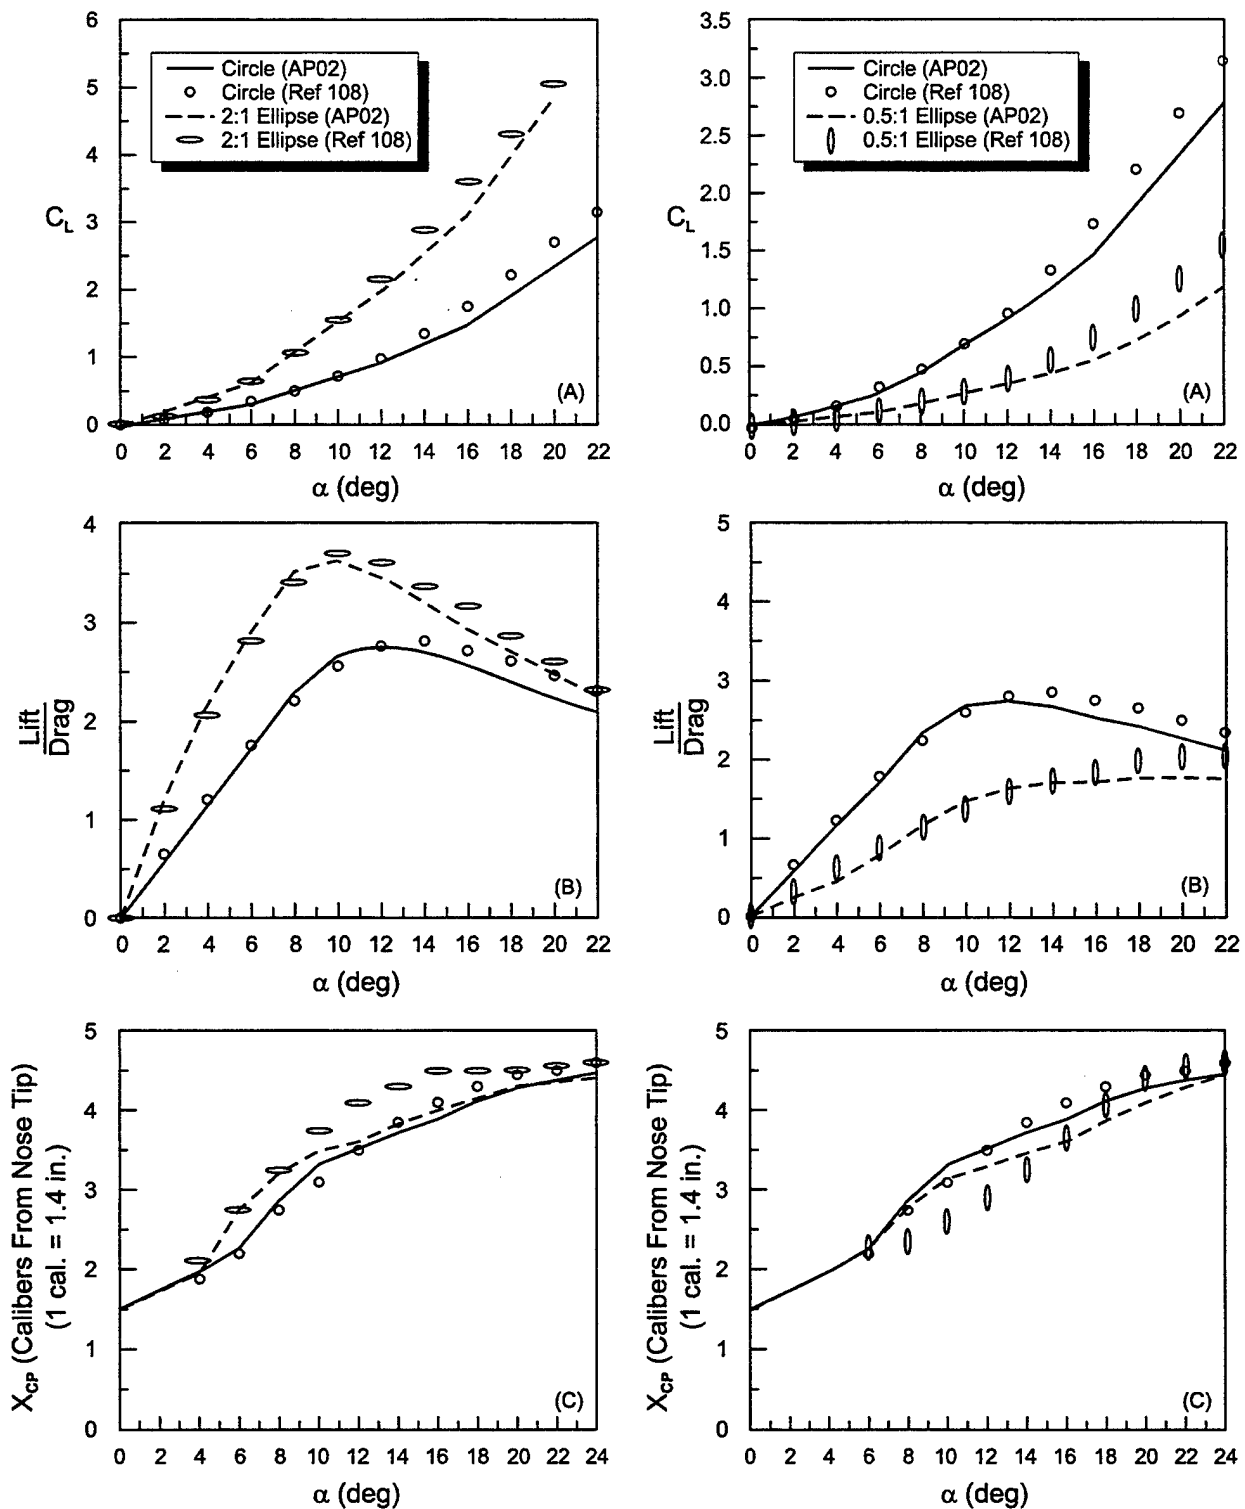 6
5
4
3
2
1
0
C_L
Circle (AP02)
Circle (Ref 108)
2:1 Ellipse (AP02)
2:1 Ellipse (Ref 108)
(A)
0 2 4 6 8 10 12 14 16 18 20 22
α (deg)
3.5
3.0
2.5
2.0
1.5
1.0
0.5
0.0
C_L
Circle (AP02)
Circle (Ref 108)
0.5:1 Ellipse (AP02)
0.5:1 Ellipse (Ref 108)
(A)
0 2 4 6 8 10 12 14 16 18 20 22
α (deg)
4
3
2
1
0
Lift
Drag
(B)
0 2 4 6 8 10 12 14 16 18 20 22
α (deg)
5
4
3
2
1
0
Lift
Drag
(B)
0 2 4 6 8 10 12 14 16 18 20 22
α (deg)
5
4
3
2
1
0
X_CP (Calibers From Nose Tip)
(1 cal. = 1.4 in.)
(C)
0 2 4 6 8 10 12 14 16 18 20 22 24
α (deg)
5
4
3
2
1
0
X_CP (Calibers From Nose Tip)
(1 cal. = 1.4 in.)
(C)
0 2 4 6 8 10 12 14 16 18 20 22 24
α (deg)